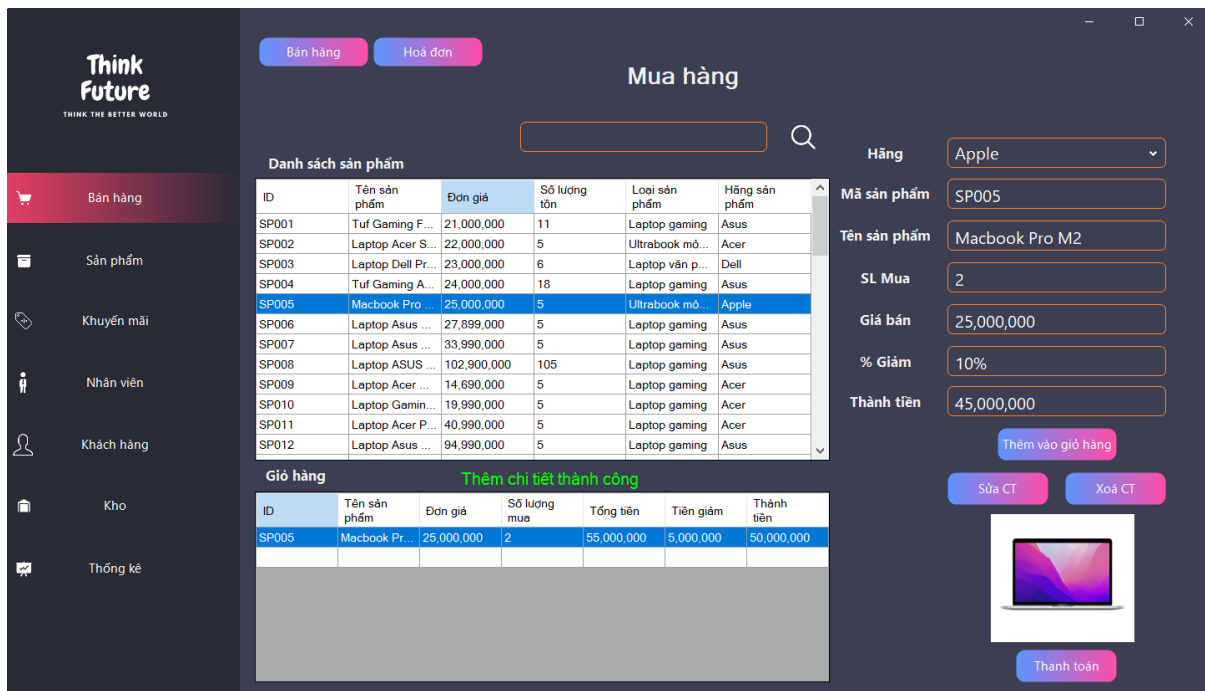 Think
Future
THINK THE BETTER WORLD
Bán hàng
Sản phẩm
Khuyến mãi
Nhân viên
Khách hàng
Kho
Thống kê
Bán hàng Hoá đơn
Mua hàng
Danh sách sản phẩm
ID Tên sản phẩm Đơn giá Số lượng tồn Loại sản phẩm Hãng sản phẩm
SP001 Tuf Gaming F... 21,000,000 11 Laptop gaming Asus
SP002 Laptop Acer S... 22,000,000 5 Ultrabook mỏ... Acer
SP003 Laptop Dell Pr... 23,000,000 6 Laptop văn p... Dell
SP004 Tuf Gaming A... 24,000,000 18 Laptop gaming Asus
SP005 Macbook Pro ... 25,000,000 5 Ultrabook mỏ... Apple
SP006 Laptop Asus ... 27,899,000 5 Laptop gaming Asus
SP007 Laptop Asus ... 33,990,000 5 Laptop gaming Asus
SP008 Laptop ASUS ... 102,900,000 105 Laptop gaming Asus
SP009 Laptop Acer ... 14,690,000 5 Laptop gaming Acer
SP010 Laptop Gamin... 19,990,000 5 Laptop gaming Acer
SP011 Laptop Acer P... 40,990,000 5 Laptop gaming Acer
SP012 Laptop Asus ... 94,990,000 5 Laptop gaming Asus
Giỏ hàng
Thêm chi tiết thành công
ID Tên sản phẩm Đơn giá Số lượng mua Tổng tiền Tiền giảm Thành tiền
SP005 Macbook Pr... 25,000,000 2 55,000,000 5,000,000 50,000,000
Hãng Apple
Mã sản phẩm SP005
Tên sản phẩm Macbook Pro M2
SL Mua 2
Giá bán 25,000,000
% Giảm 10%
Thành tiền 45,000,000
Thêm vào giỏ hàng
Sửa CT Xoá CT
Thanh toán